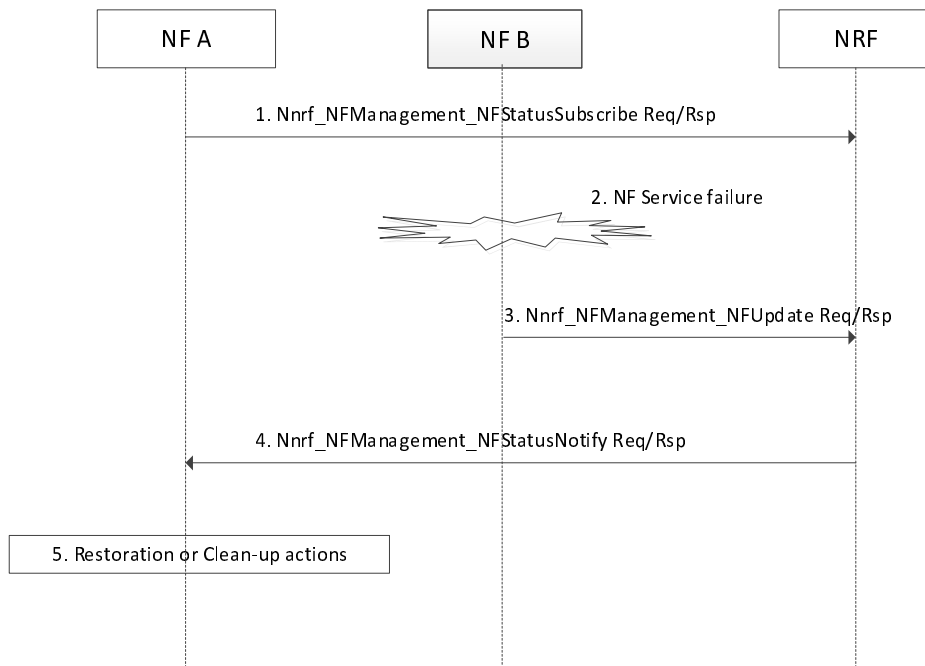 NF A
NF B
NRF
1. Nnrf_NFManagement_NFStatusSubscribe Req/Rsp
2. NF Service failure
3. Nnrf_NFManagement_NFUpdate Req/Rsp
4. Nnrf_NFManagement_NFStatusNotify Req/Rsp
5. Restoration or Clean-up actions